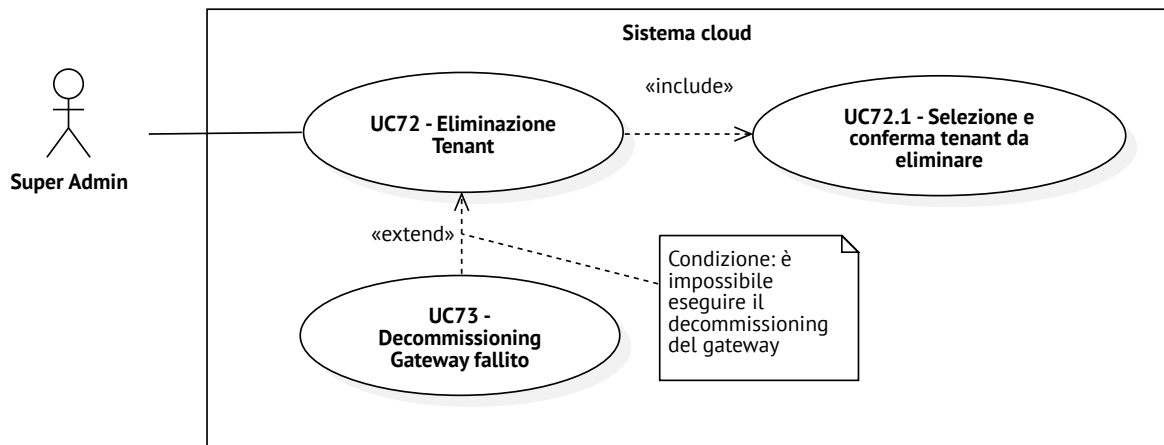 Sistema cloud
Super Admin
UC72 - Eliminazione
Tenant
«include»
UC72.1 - Selezione e
conferma tenant da
eliminare
«extend»
UC73 -
Decommissioning
Gateway fallito
Condizione: è
impossibile
eseguire il
decommissioning
del gateway